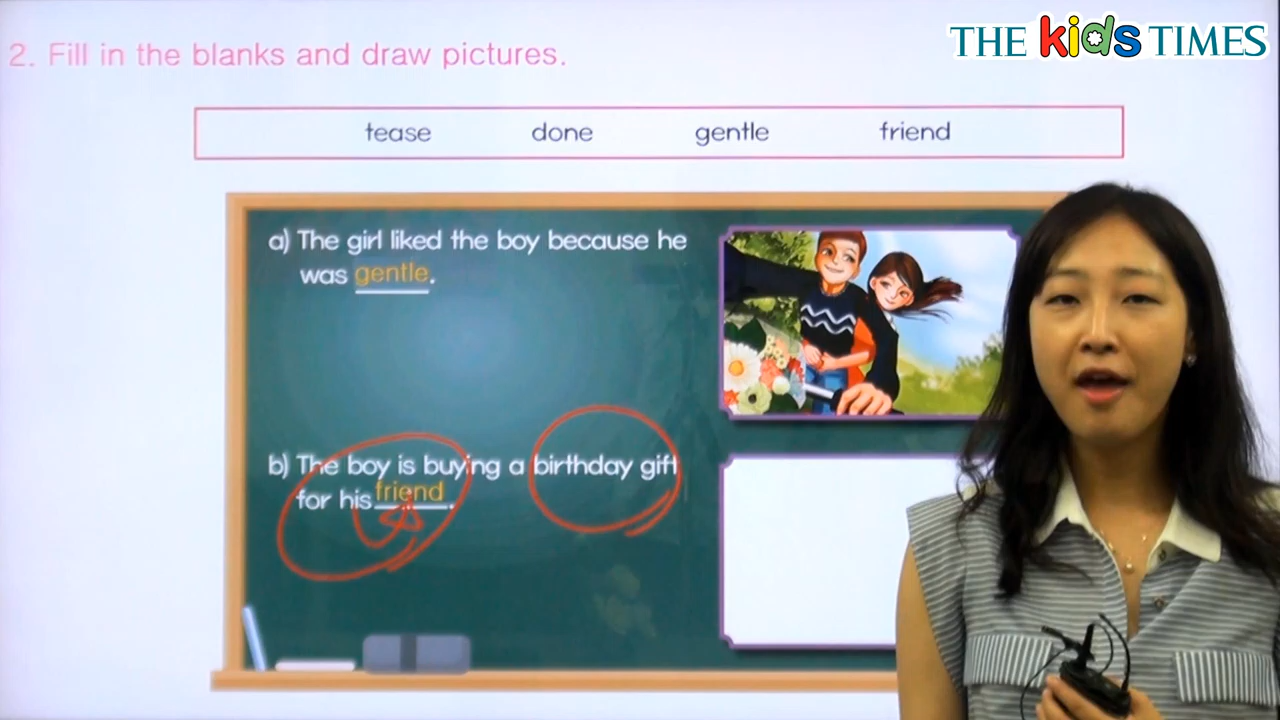 THE kids TIMES
2. Fill in the blanks and draw pictures.
tease done gentle friend
a) The girl liked the boy because he
was gentle.
b) The boy is buying a birthday gift
for his friend.